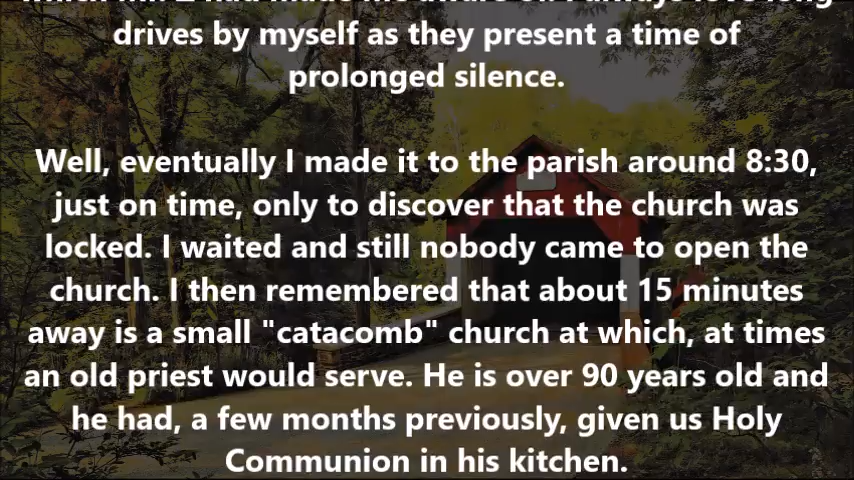 drives by myself as they present a time of
prolonged silence.
Well, eventually I made it to the parish around 8:30,
just on time, only to discover that the church was
locked. I waited and still nobody came to open the
church. I then remembered that about 15 minutes
away is a small "catacomb" church at which, at times
an old priest would serve. He is over 90 years old and
he had, a few months previously, given us Holy
Communion in his kitchen.